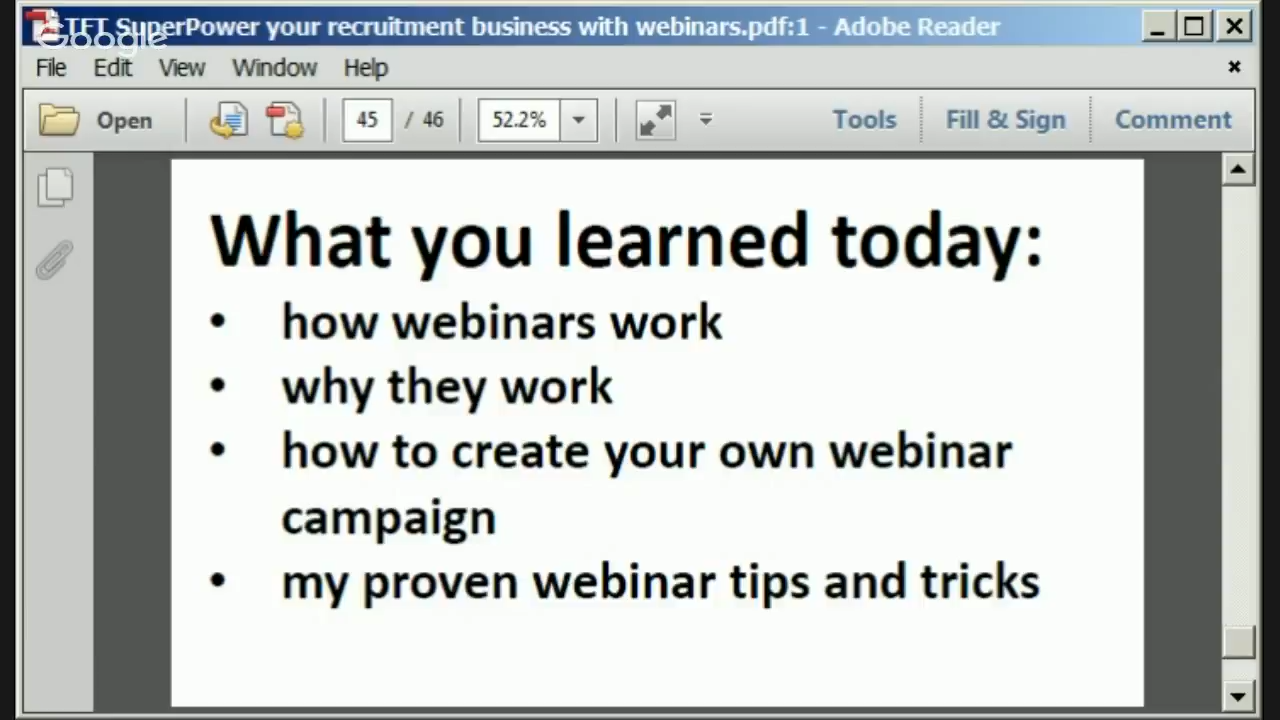 Google
TFT SuperPower your recruitment business with webinars.pdf:1 - Adobe Reader
File Edit View Window Help
Open 45 / 46 52.2% Tools Fill & Sign Comment
What you learned today:
• how webinars work
• why they work
• how to create your own webinar
campaign
• my proven webinar tips and tricks